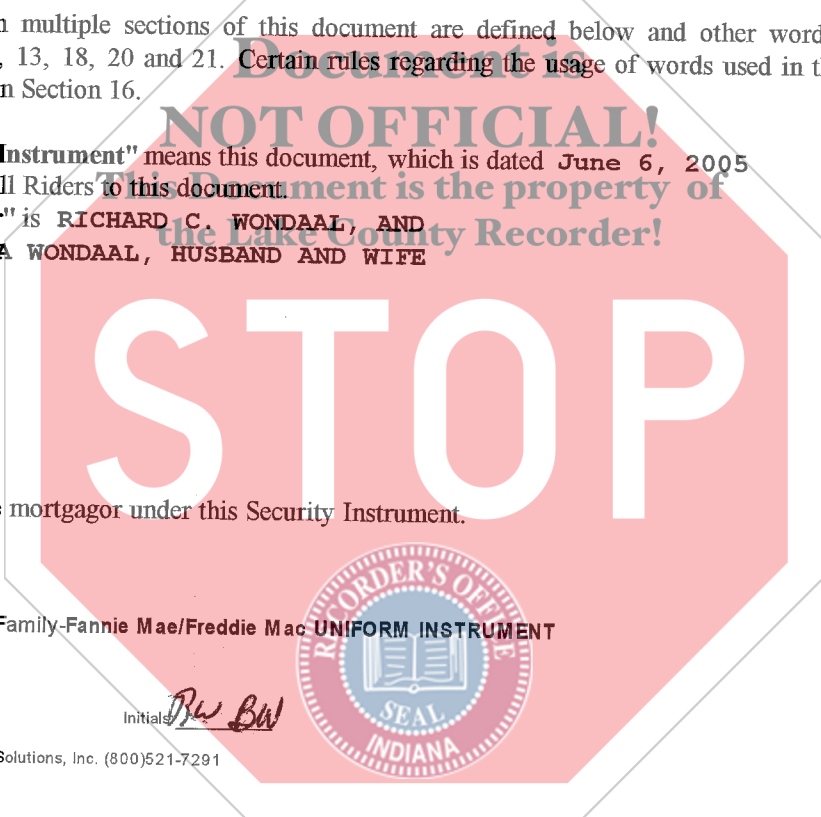 multiple sections of this document are defined below and other word
, 13, 18, 20 and 21. Certain rules regarding the usage of words used in t
n Section 16.
Document is
NOT OFFICIAL!
Instrument" means this document, which is dated June 6, 2005
ll Riders to this document.
This Document is the property of
" is RICHARD C. WONDAAL, AND
the Lake County Recorder!
A WONDAAL, HUSBAND AND WIFE
STOP
mortgagor under this Security Instrument.
RECORDER'S OFFICE
Family-Fannie Mae/Freddie Mac UNIFORM INSTRUMENT
SEAL
Initials RW BW
INDIANA
Solutions, Inc. (800)521-7291